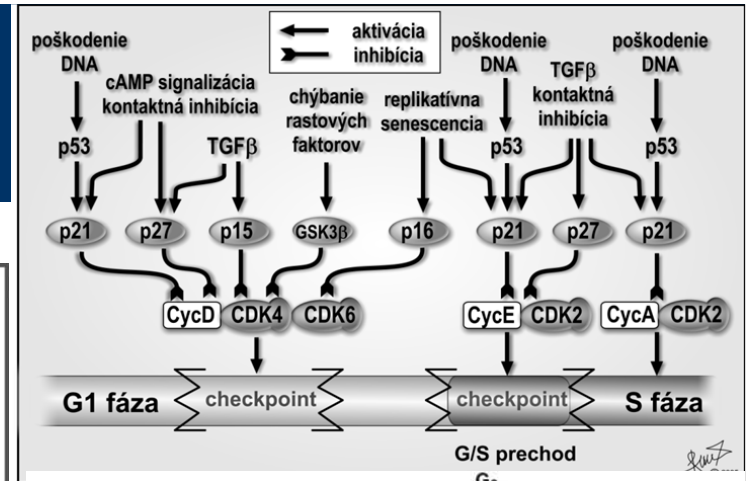 aktivácia
inhibícia
poškodenie
DNA
cAMP signalizácia
kontaktná inhibícia
p53
TGFβ
chýbanie
rastových
faktorov
replikatívna
senescencia
poškodenie
DNA
p53
TGFβ
kontaktná
inhibícia
poškodenie
DNA
p53
p21
p27
p15
GSK3β
p16
p21
p27
p21
CycD CDK4 CDK6
CycE CDK2
CycA CDK2
G1 fáza
checkpoint
checkpoint
S fáza
G/S prechod